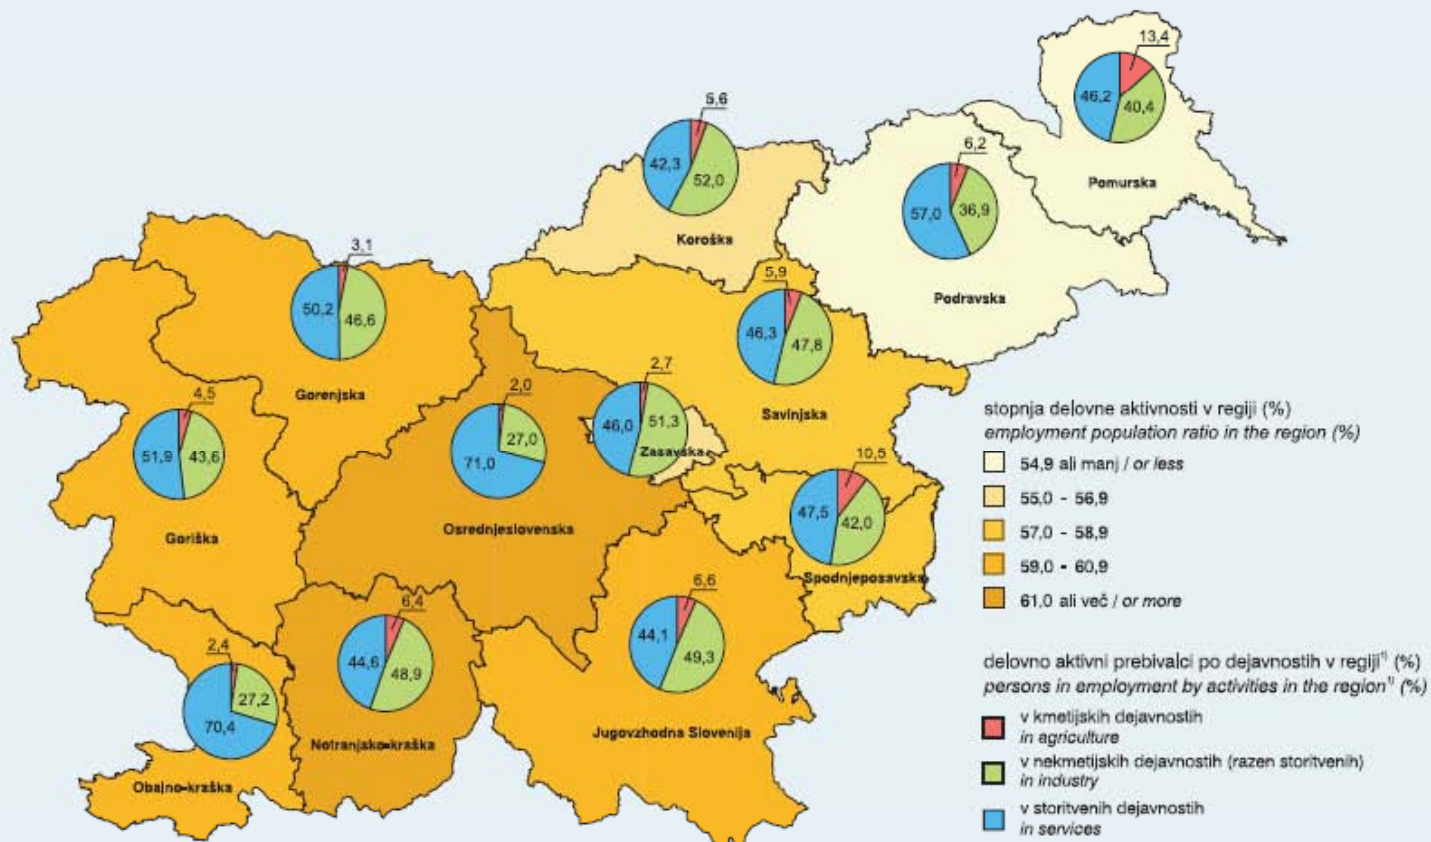 13,4
46,2
40,4
Pomurska
5,6
42,3
52,0
Koroška
6,2
57,0
36,9
Podravska
3,1
50,2
46,6
Gorenjska
5,9
46,3
47,8
Savinjska
4,5
51,9
43,6
Goriška
2,0
71,0
27,0
Osrednjeslovenska
2,7
46,0
51,3
Zasavska
10,5
47,5
42,0
Spodnjeposavska
6,4
44,6
48,9
Notranjsko-kraška
6,6
44,1
49,3
Jugovzhodna Slovenija
2,4
70,4
27,2
Obalno-kraška
stopnja delovne aktivnosti v regiji (%)
employment population ratio in the region (%)
54,9 ali manj / or less
55,0 - 56,9
57,0 - 58,9
59,0 - 60,9
61,0 ali več / or more
delovno aktivni prebivalci po dejavnostih v regiji¹⁾ (%)
persons in employment by activities in the region¹⁾ (%)
v kmetijskih dejavnostih
in agriculture
v nekmetijskih dejavnostih (razen storitvenih)
in industry
v storitvenih dejavnostih
in services